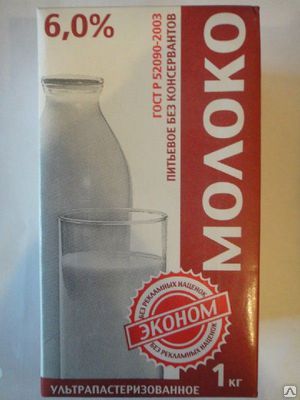 6,0%
ГОСТ Р 52090-2003
ПИТЬЕВОЕ БЕЗ КОНСЕРВАНТОВ
МОЛОКО
БЕЗ РЕКЛАМНЫХ НАЦЕНОК
ЭКОНОМ
БЕЗ РЕКЛАМНЫХ НАЦЕНОК
УЛЬТРАПАСТЕРИЗОВАННОЕ
1 кг